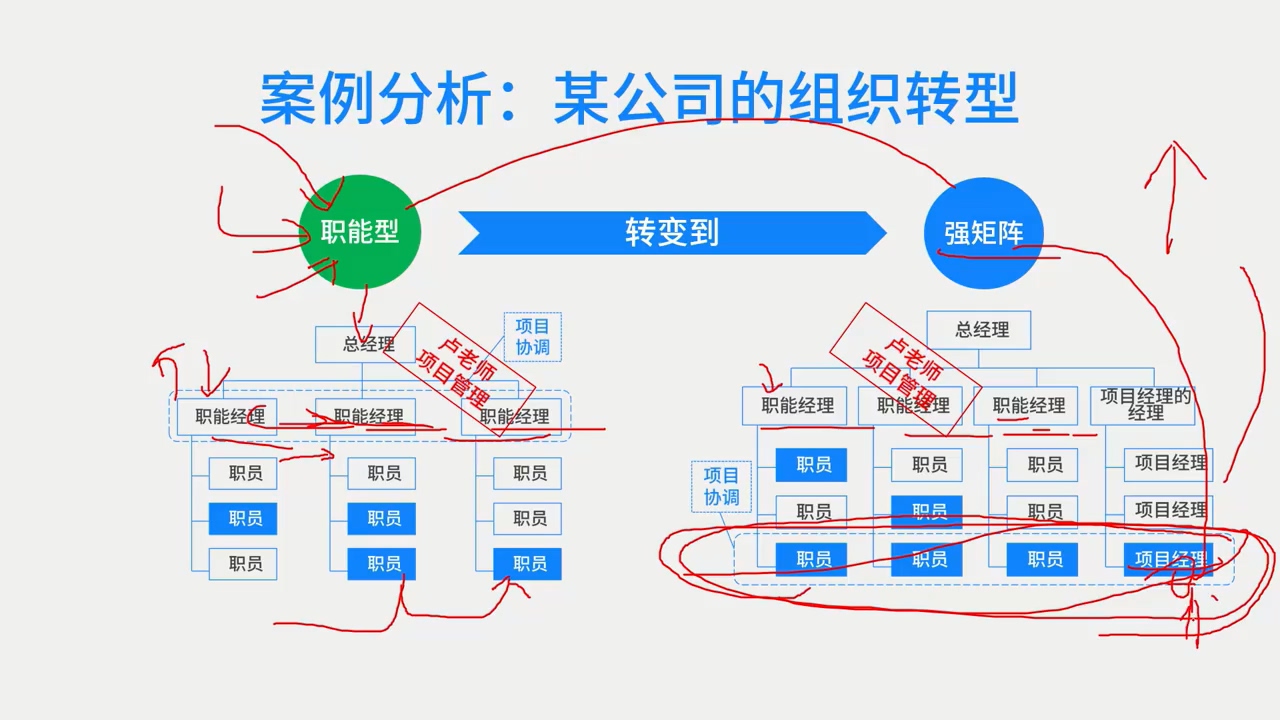 案例分析：某公司的组织转型
职能型
转变到
强矩阵
总经理
项目
协调
卢老师
项目管理
职能经理
职能经理
职能经理
职员
职员
职员
职员
职员
职员
职员
职员
职员
总经理
卢老师
项目管理
职能经理
职能经理
职能经理
项目经理的
经理
项目
协调
职员
职员
职员
项目经理
职员
职员
职员
项目经理
职员
职员
职员
项目经理